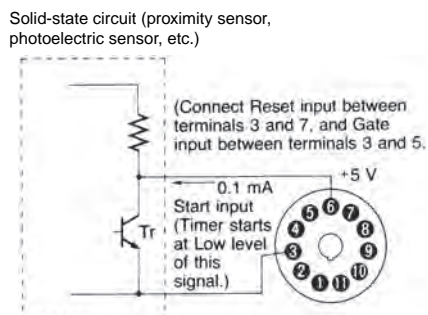 Solid-state circuit (proximity sensor,
photoelectric sensor, etc.)
(Connect Reset input between
terminals 3 and 7, and Gate
input between terminals 3 and 5.
+5 V
0.1 mA
Start input
(Timer starts
at Low level
of this
signal.)
Tr
5 6 7
4 8
3 9
2 10
1 11